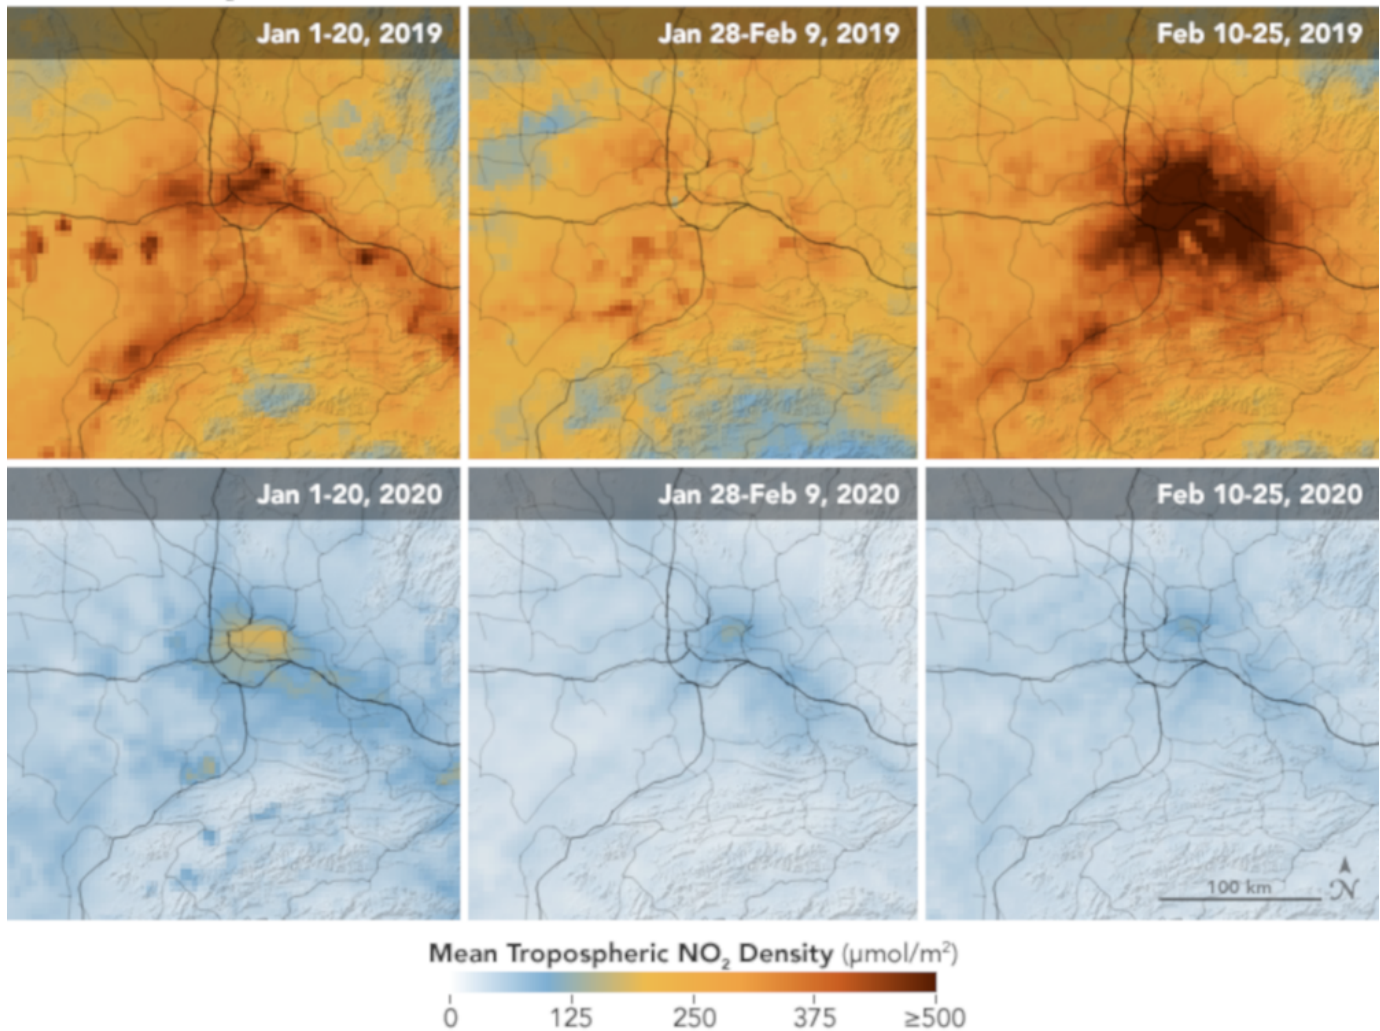 Jan 1-20, 2019
Jan 28-Feb 9, 2019
Feb 10-25, 2019
Jan 1-20, 2020
Jan 28-Feb 9, 2020
Feb 10-25, 2020
100 km
N
Mean Tropospheric NO₂ Density (µmol/m²)
0 125 250 375 ≥500